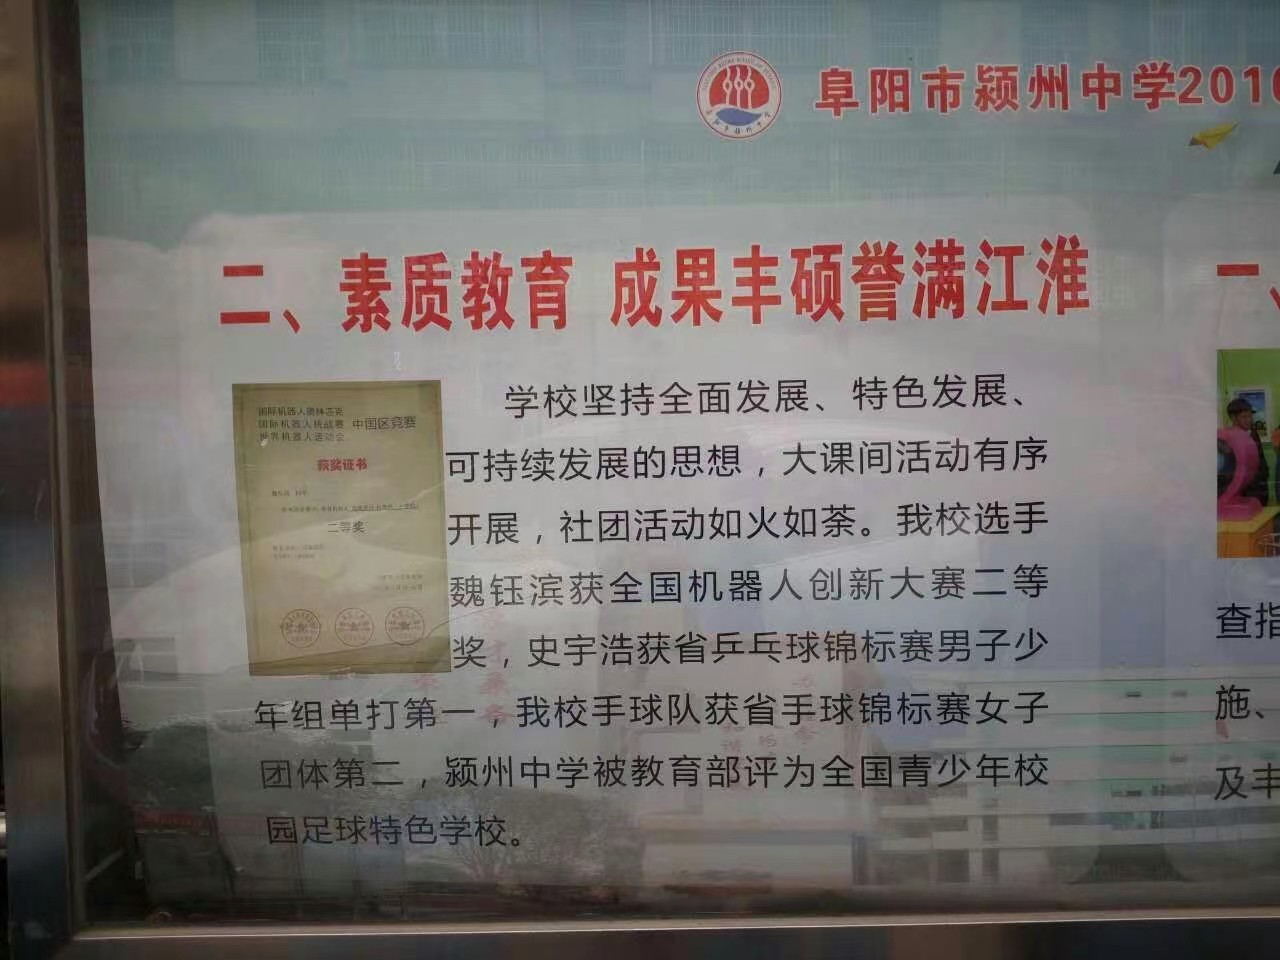 阜阳市颍州中学2016
二、素质教育 成果丰硕誉满江淮
国际机器人奥林匹克
国际机器人挑战赛 中国区竞赛
世界机器人运动会
获奖证书
二等奖
学校坚持全面发展、特色发展、
可持续发展的思想，大课间活动有序
开展，社团活动如火如荼。我校选手
魏钰滨获全国机器人创新大赛二等
奖，史宇浩获省乒乓球锦标赛男子少
年组单打第一，我校手球队获省手球锦标赛女子
团体第二，颍州中学被教育部评为全国青少年校
园足球特色学校。
一、
查指
施、
及丰